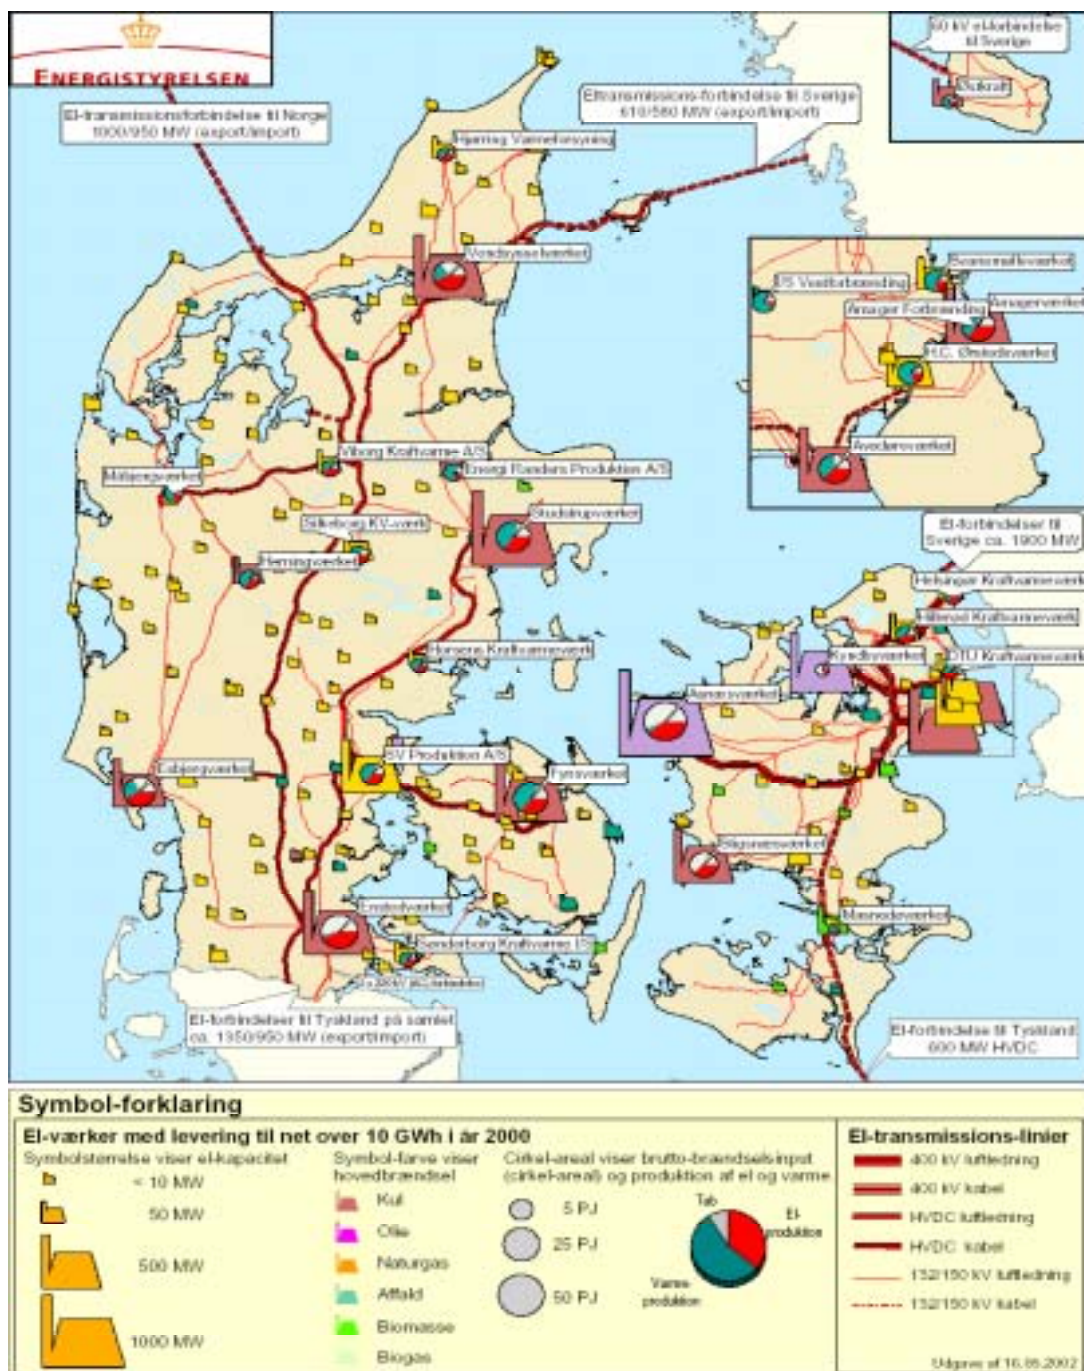 ENERGISTYRELSEN
60 kV el-forbindelse
til Sverige
Østkraft
El-transmissionsforbindelse til Norge
1000/950 MW (export/import)
Eltransmissions-forbindelse til Sverige
610/580 MW (export/import)
Hjørring Varmeforsyning
Vendsysselværket
Svanemølleværket
I/S Vestforbrænding
Amager Forbrænding
Amagerværket
H.C. Ørstedsværket
Avedøreværket
Viborg Kraftvarme A/S
Måbjergværket
Energi Randers Produktion A/S
Studstrupværket
Silkeborg KV-værk
Herningværket
El-forbindelser til
Sverige ca. 1900 MW
Helsingør Kraftvarmeværk
Hillerød Kraftvarmeværk
Horsens Kraftvarmeværk
Kyndbyværket
DTU Kraftvarmeværk
Asnæsværket
Esbjergværket
SV Produktion A/S
Fynsværket
Stigsnæsværket
Enstedværket
Masnedøværket
Sønderborg Kraftvarme I/S
El-forbindelser til Tyskland på samlet
ca. 1350/950 MW (export/import)
El-forbindelse til Tyskland
600 MW HVDC
Symbol-forklaring
El-værker med levering til net over 10 GWh i år 2000
Symbolstørrelse viser el-kapacitet
< 10 MW
50 MW
500 MW
1000 MW
Symbol-farve viser
hovedbrændsel
Kul
Olie
Naturgas
Affald
Biomasse
Biogas
Cirkel-areal viser brutto-brændselsinput
(cirkel-areal) og produktion af el og varme
5 PJ
25 PJ
50 PJ
Tab
El-
produktion
Varme-
produktion
El-transmissions-linier
400 kV luftledning
400 kV kabel
HVDC luftledning
HVDC kabel
132/150 kV luftledning
132/150 kV kabel